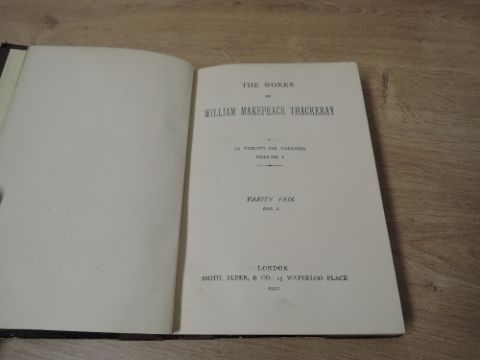 THE WORKS
OF
WILLIAM MAKEPEACE THACKERAY
IN TWENTY-SIX VOLUMES
VOLUME I
VANITY FAIR
VOL. I.
LONDON
SMITH, ELDER, & CO., 15 WATERLOO PLACE